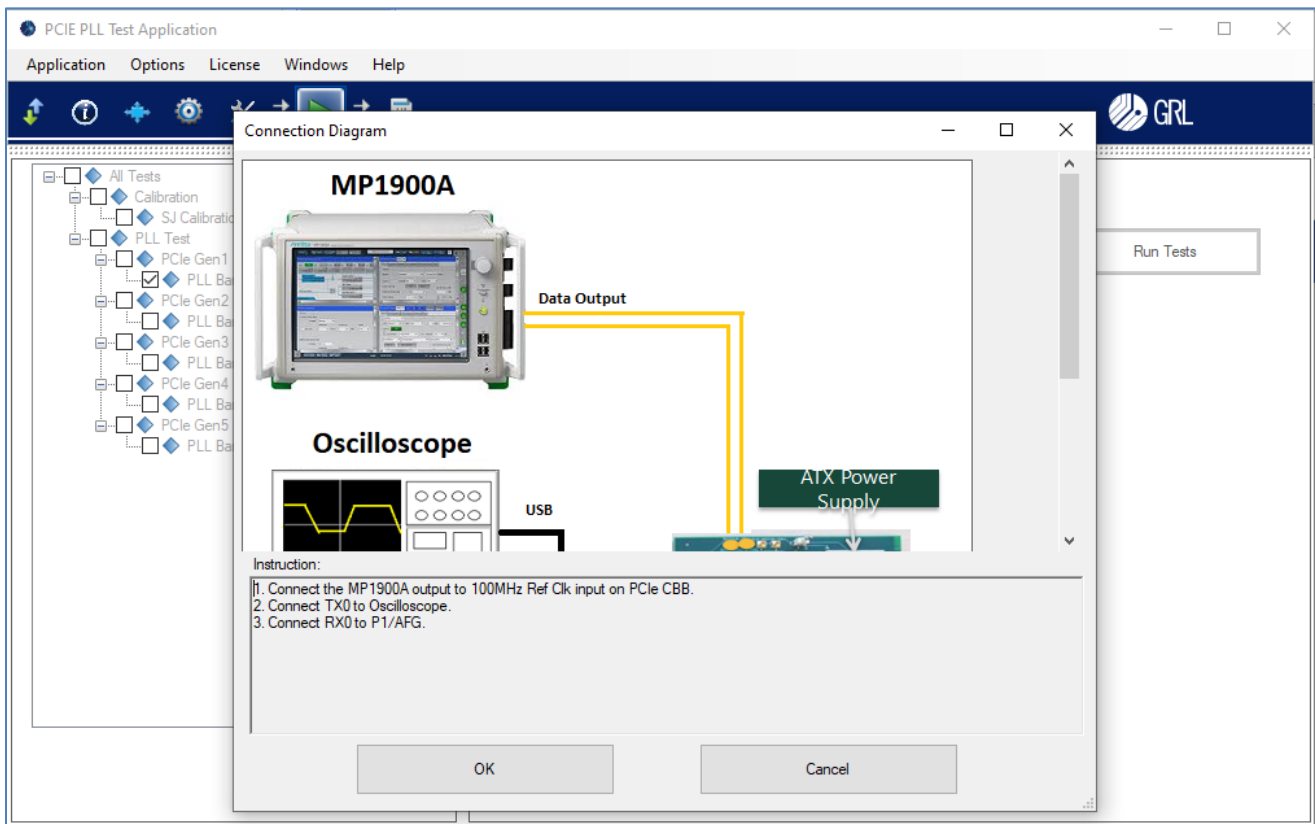 PCIE PLL Test Application
Application Options License Windows Help
GRL
Connection Diagram
All Tests
Calibration
SJ Calibratio
PLL Test
PCIe Gen1
PLL Ba
PCIe Gen2
PLL Ba
PCIe Gen3
PLL Ba
PCIe Gen4
PLL Ba
PCIe Gen5
PLL Ba
MP1900A
Data Output
Oscilloscope
USB
ATX Power
Supply
Run Tests
Instruction:
1. Connect the MP1900A output to 100MHz Ref Clk input on PCIe CBB.
2. Connect TX0 to Oscilloscope.
3. Connect RX0 to P1/AFG.
OK
Cancel